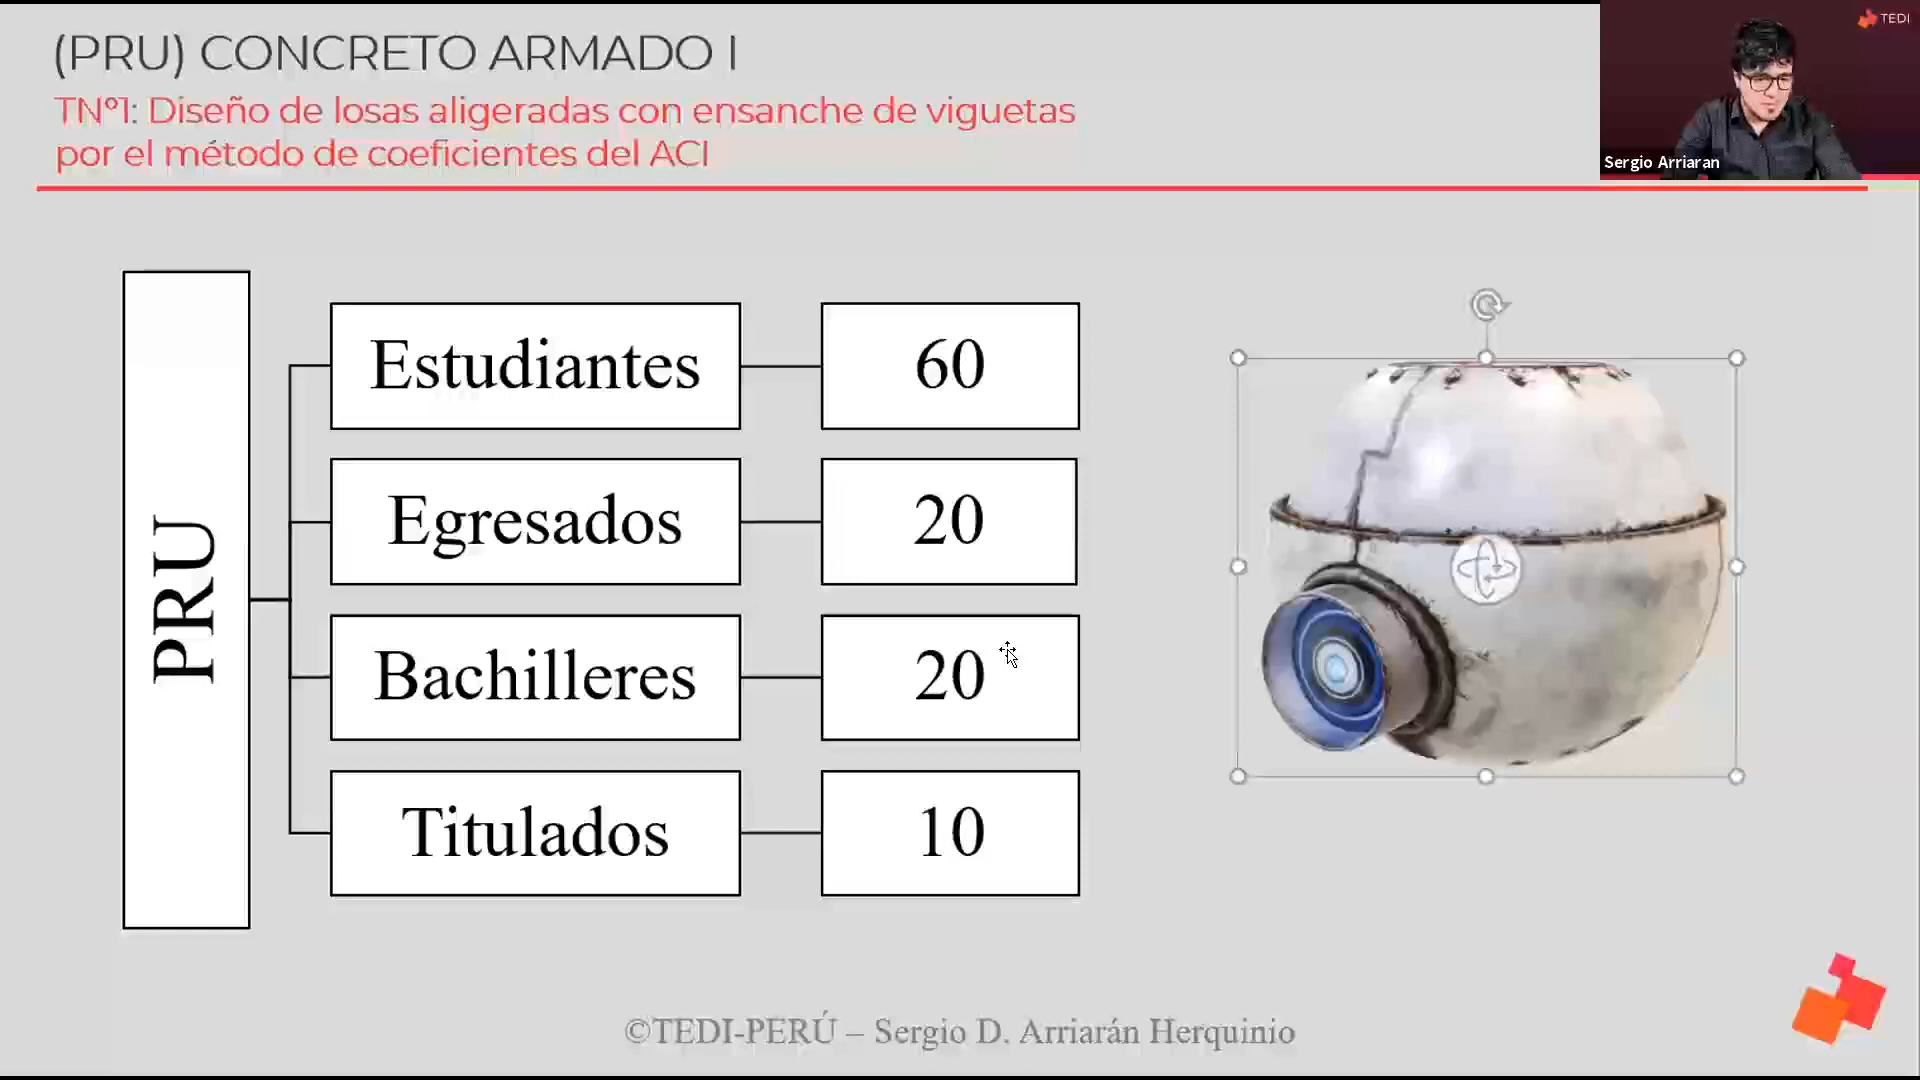 (PRU) CONCRETO ARMADO I
TN°1: Diseño de losas aligeradas con ensanche de viguetas
por el método de coeficientes del ACI
TEDI
Sergio Arriaran
PRU
Estudiantes
60
Egresados
20
Bachilleres
20
Titulados
10
©TEDI-PERÚ – Sergio D. Arriarán Herquinio